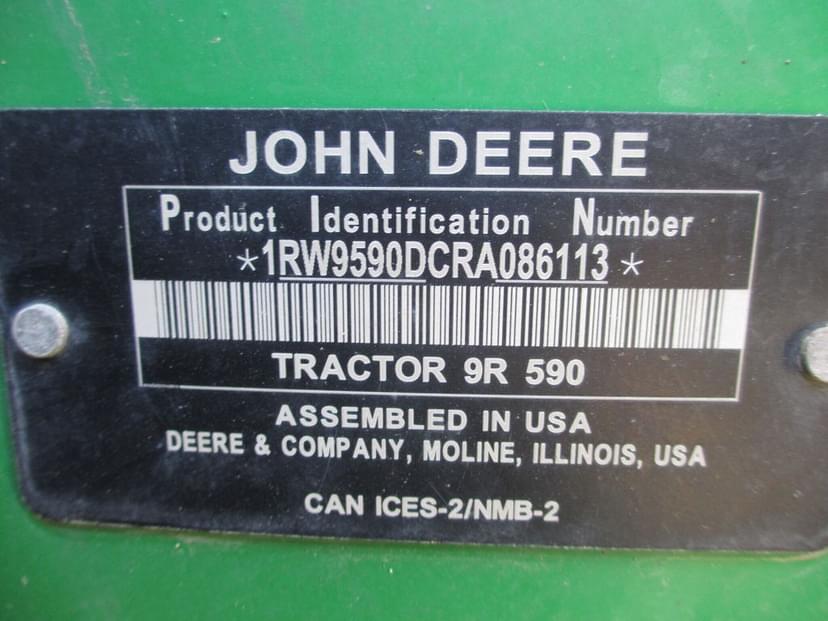 JOHN DEERE
Product Identification Number
*1RW9590DCRA086113*
TRACTOR 9R 590
ASSEMBLED IN USA
DEERE & COMPANY, MOLINE, ILLINOIS, USA
CAN ICES-2/NMB-2